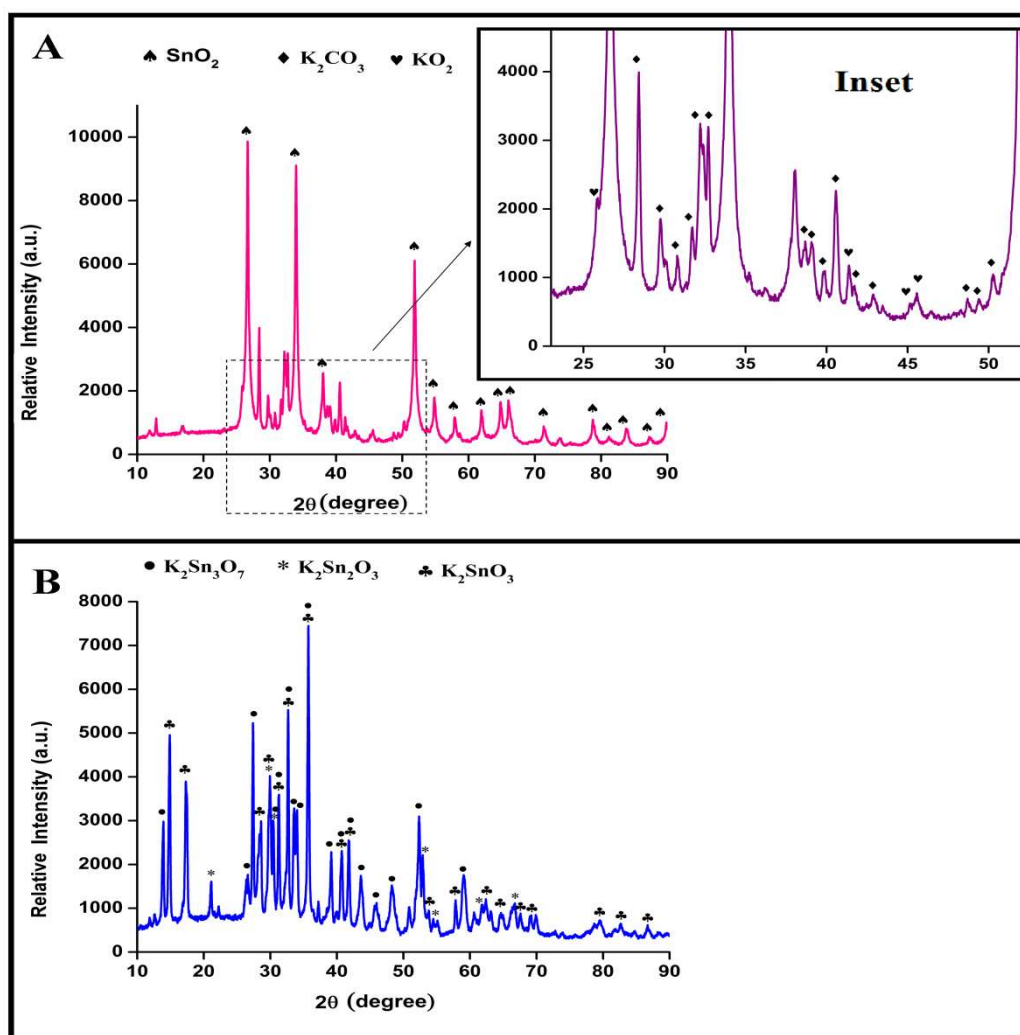 A
♠ SnO₂ ◆ K₂CO₃ ♥ KO₂
Relative Intensity (a.u.)
10000
8000
6000
4000
2000
0
10 20 30 40 50 60 70 80 90
2θ (degree)
Inset
4000
3000
2000
1000
0
25 30 35 40 45 50
B
● K₂Sn₃O₇ * K₂Sn₂O₃ ♣ K₂SnO₃
Relative Intensity (a.u.)
8000
7000
6000
5000
4000
3000
2000
1000
0
10 20 30 40 50 60 70 80 90
2θ (degree)